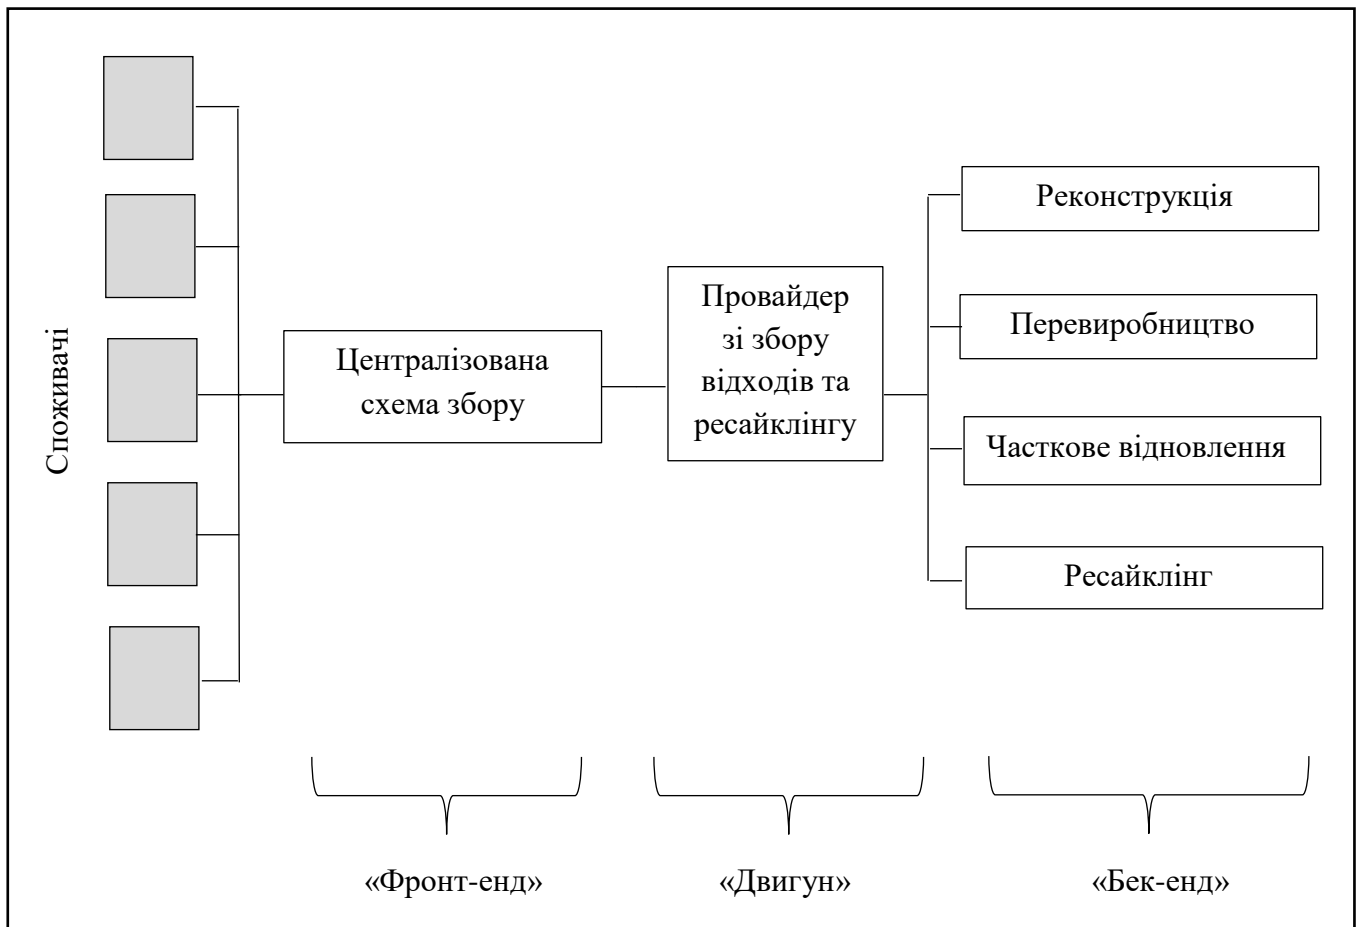 Споживачі
Централізована
схема збору
Провайдер
зі збору
відходів та
ресайклінгу
Реконструкція
Перевиробництво
Часткове відновлення
Ресайклінг
«Фронт-енд»
«Двигун»
«Бек-енд»